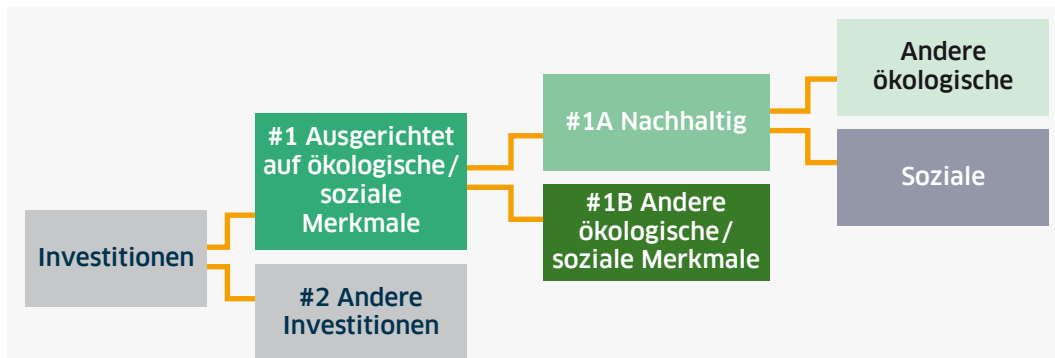 Investitionen
#1 Ausgerichtet
auf ökologische/
soziale
Merkmale
#2 Andere
Investitionen
#1A Nachhaltig
#1B Andere
ökologische/
soziale Merkmale
Andere
ökologische
Soziale